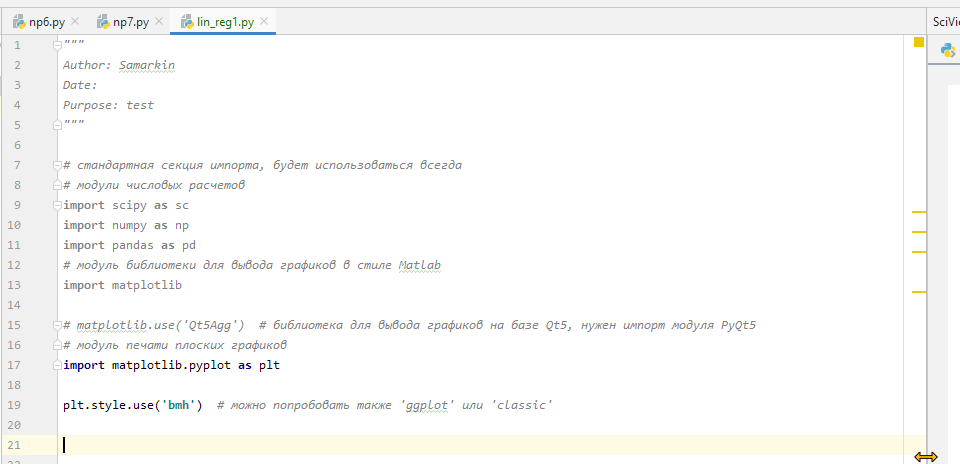 np6.py np7.py lin_reg1.py SciVie
1 """
2 Author: Samarkin
3 Date:
4 Purpose: test
5 """
6
7 # стандартная секция импорта, будет использоваться всегда
8 # модули числовых расчетов
9 import scipy as sc
10 import numpy as np
11 import pandas as pd
12 # модуль библиотеки для вывода графиков в стиле Matlab
13 import matplotlib
14
15 # matplotlib.use('Qt5Agg')  # библиотека для вывода графиков на базе Qt5, нужен импорт модуля PyQt5
16 # модуль печати плоских графиков
17 import matplotlib.pyplot as plt
18
19 plt.style.use('bmh')  # можно попробовать также 'ggplot' или 'classic'
20
21